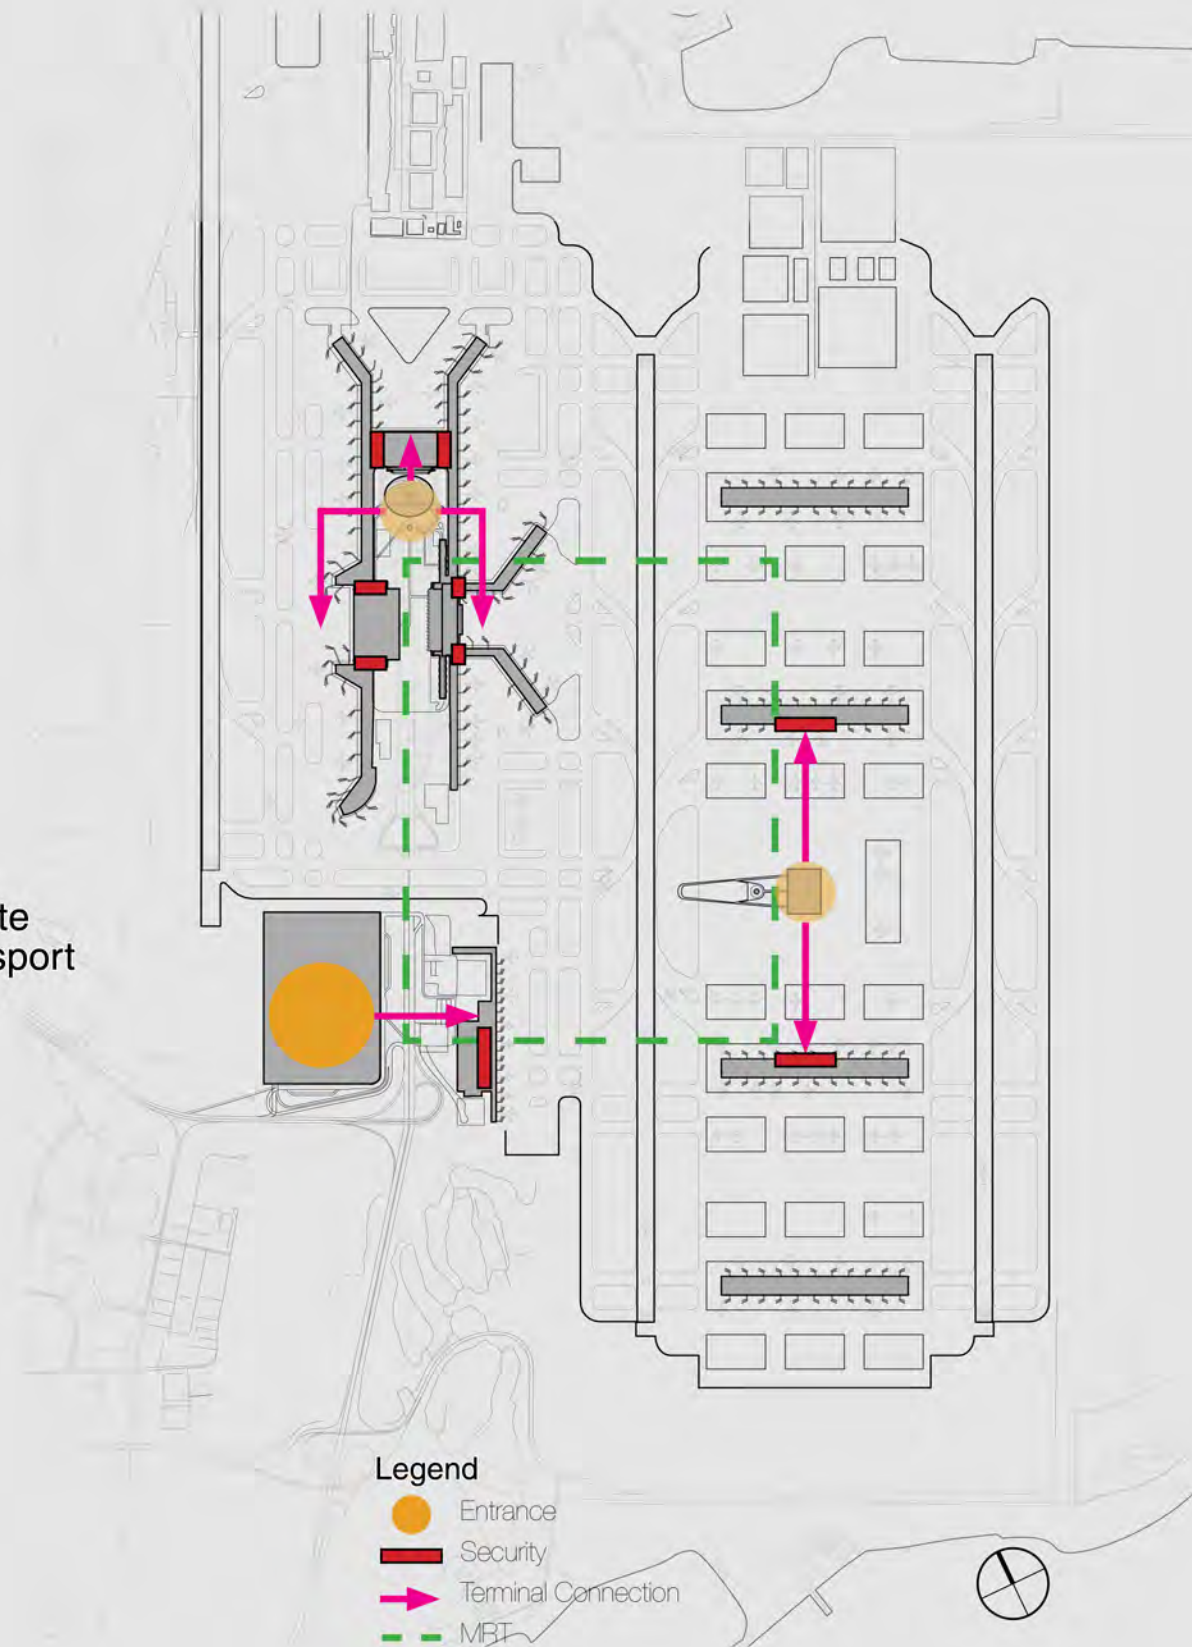 te
sport
Legend
Entrance
Security
Terminal Connection
MRT